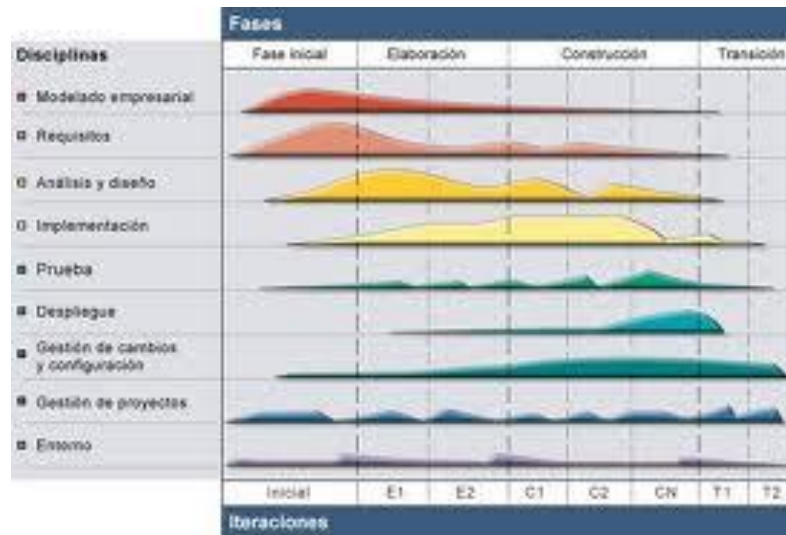 Fases
Disciplinas
Fase inicial
Elaboración
Construcción
Transición
Modelado empresarial
Requisitos
Análisis y diseño
Implementación
Prueba
Despliegue
Gestión de cambios
y configuración
Gestión de proyectos
Entorno
Inicial
E1
E2
C1
C2
CN
T1
T2
Iteraciones